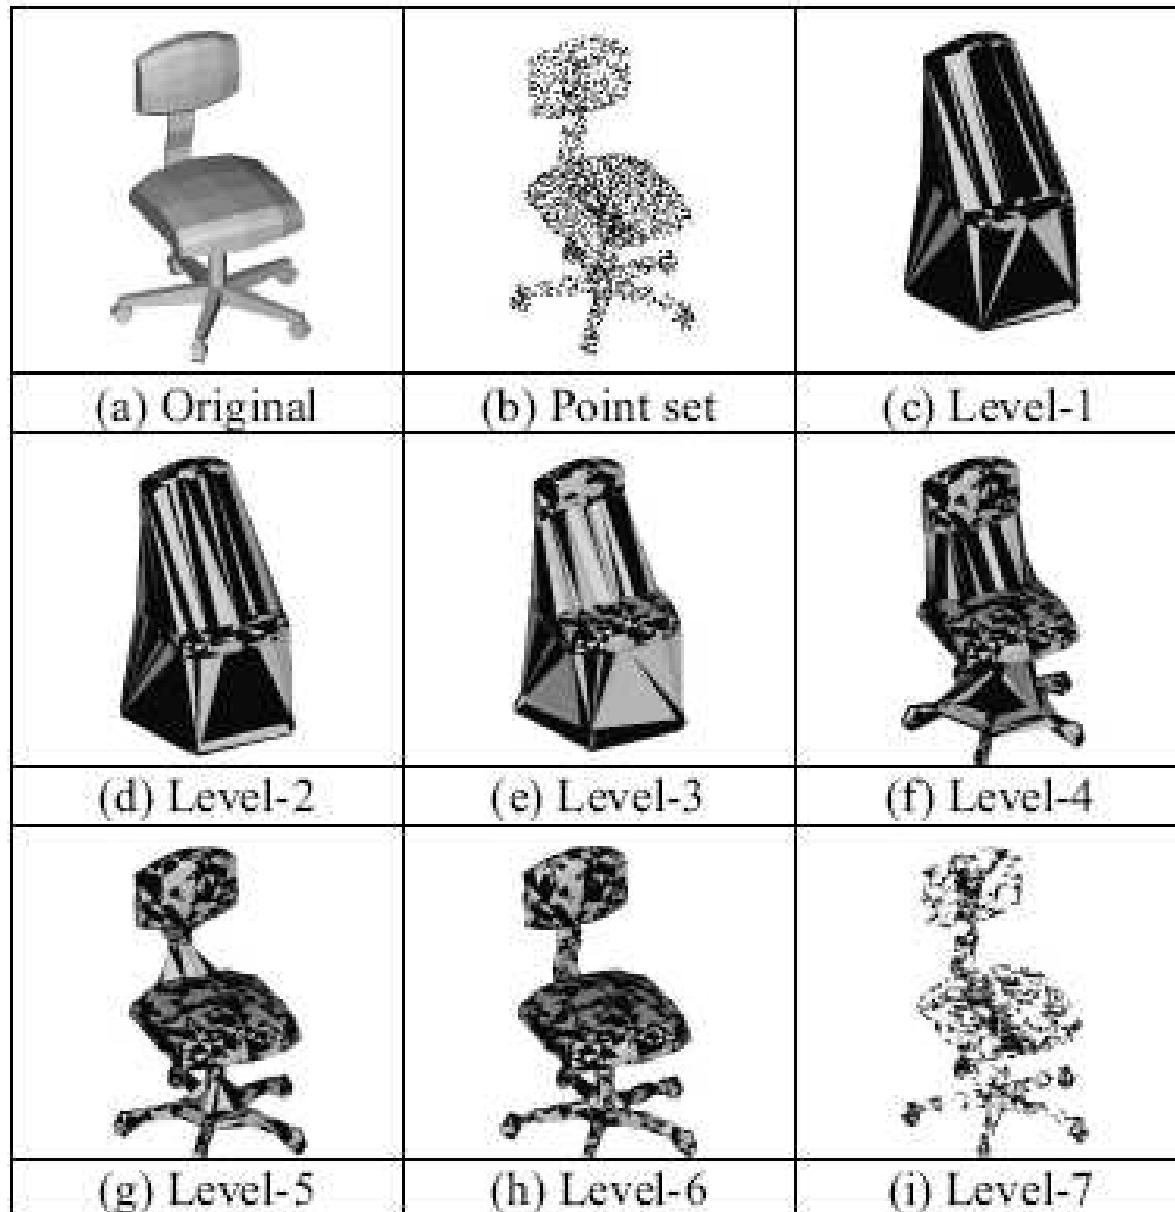 (a) Original
(b) Point set
(c) Level-1
(d) Level-2
(e) Level-3
(f) Level-4
(g) Level-5
(h) Level-6
(i) Level-7